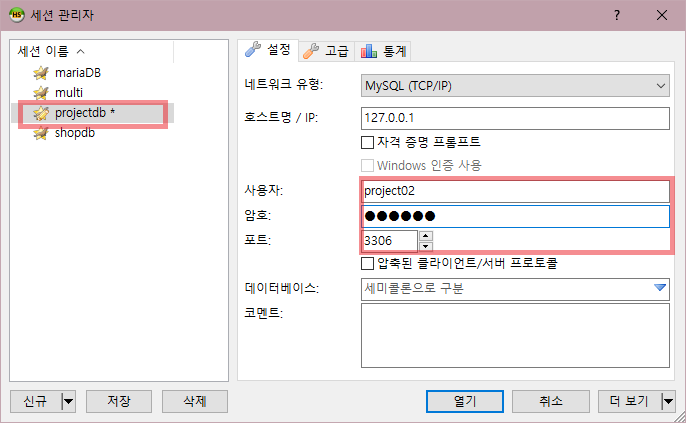 HS 세션 관리자
세션 이름
mariaDB
multi
projectdb *
shopdb
설정 고급 통계
네트워크 유형: MySQL (TCP/IP)
호스트명 / IP: 127.0.0.1
자격 증명 프롬프트
Windows 인증 사용
사용자: project02
암호: ●●●●●●
포트: 3306
압축된 클라이언트/서버 프로토콜
데이터베이스: 세미콜론으로 구분
코멘트:
신규 저장 삭제 열기 취소 더 보기